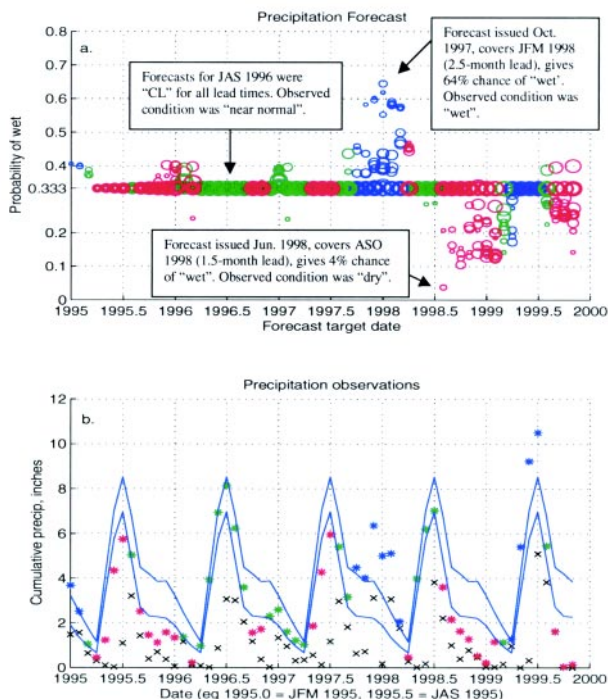 Precipitation Forecast
0.8
0.7
0.6
0.5
0.4
0.333
0.2
0.1
0
a.
Probability of wet
Forecasts for JAS 1996 were
“CL” for all lead times. Observed
condition was “near normal”.
Forecast issued Oct.
1997, covers JFM 1998
(2.5-month lead), gives
64% chance of “wet’.
Observed condition was
“wet”.
Forecast issued Jun. 1998, covers ASO
1998 (1.5-month lead), gives 4% chance
of “wet”. Observed condition was “dry”.
1995 1995.5 1996 1996.5 1997 1997.5 1998 1998.5 1999 1999.5 2000
Forecast target date
Precipitation observations
12
10
8
6
4
2
0
b.
Cumulative precip, inches
1995 1995.5 1996 1996.5 1997 1997.5 1998 1998.5 1999 1999.5 2000
Date (eg 1995.0 = JFM 1995, 1995.5 = JAS 1995)